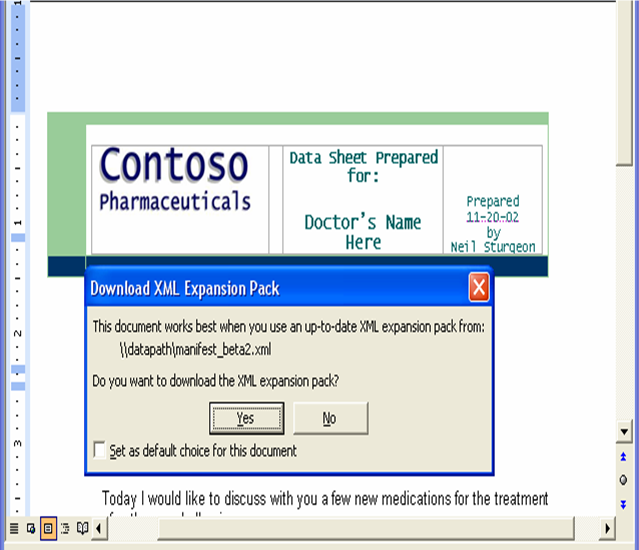 Contoso
Pharmaceuticals
Data Sheet Prepared
for:
Doctor's Name
Here
Prepared
11-20-02
by
Neil Sturgeon
1
2
3
Download XML Expansion Pack
This document works best when you use an up-to-date XML expansion pack from:
\\datapath\manifest_beta2.xml
Do you want to download the XML expansion pack?
Yes
No
Set as default choice for this document
Today I would like to discuss with you a few new medications for the treatment